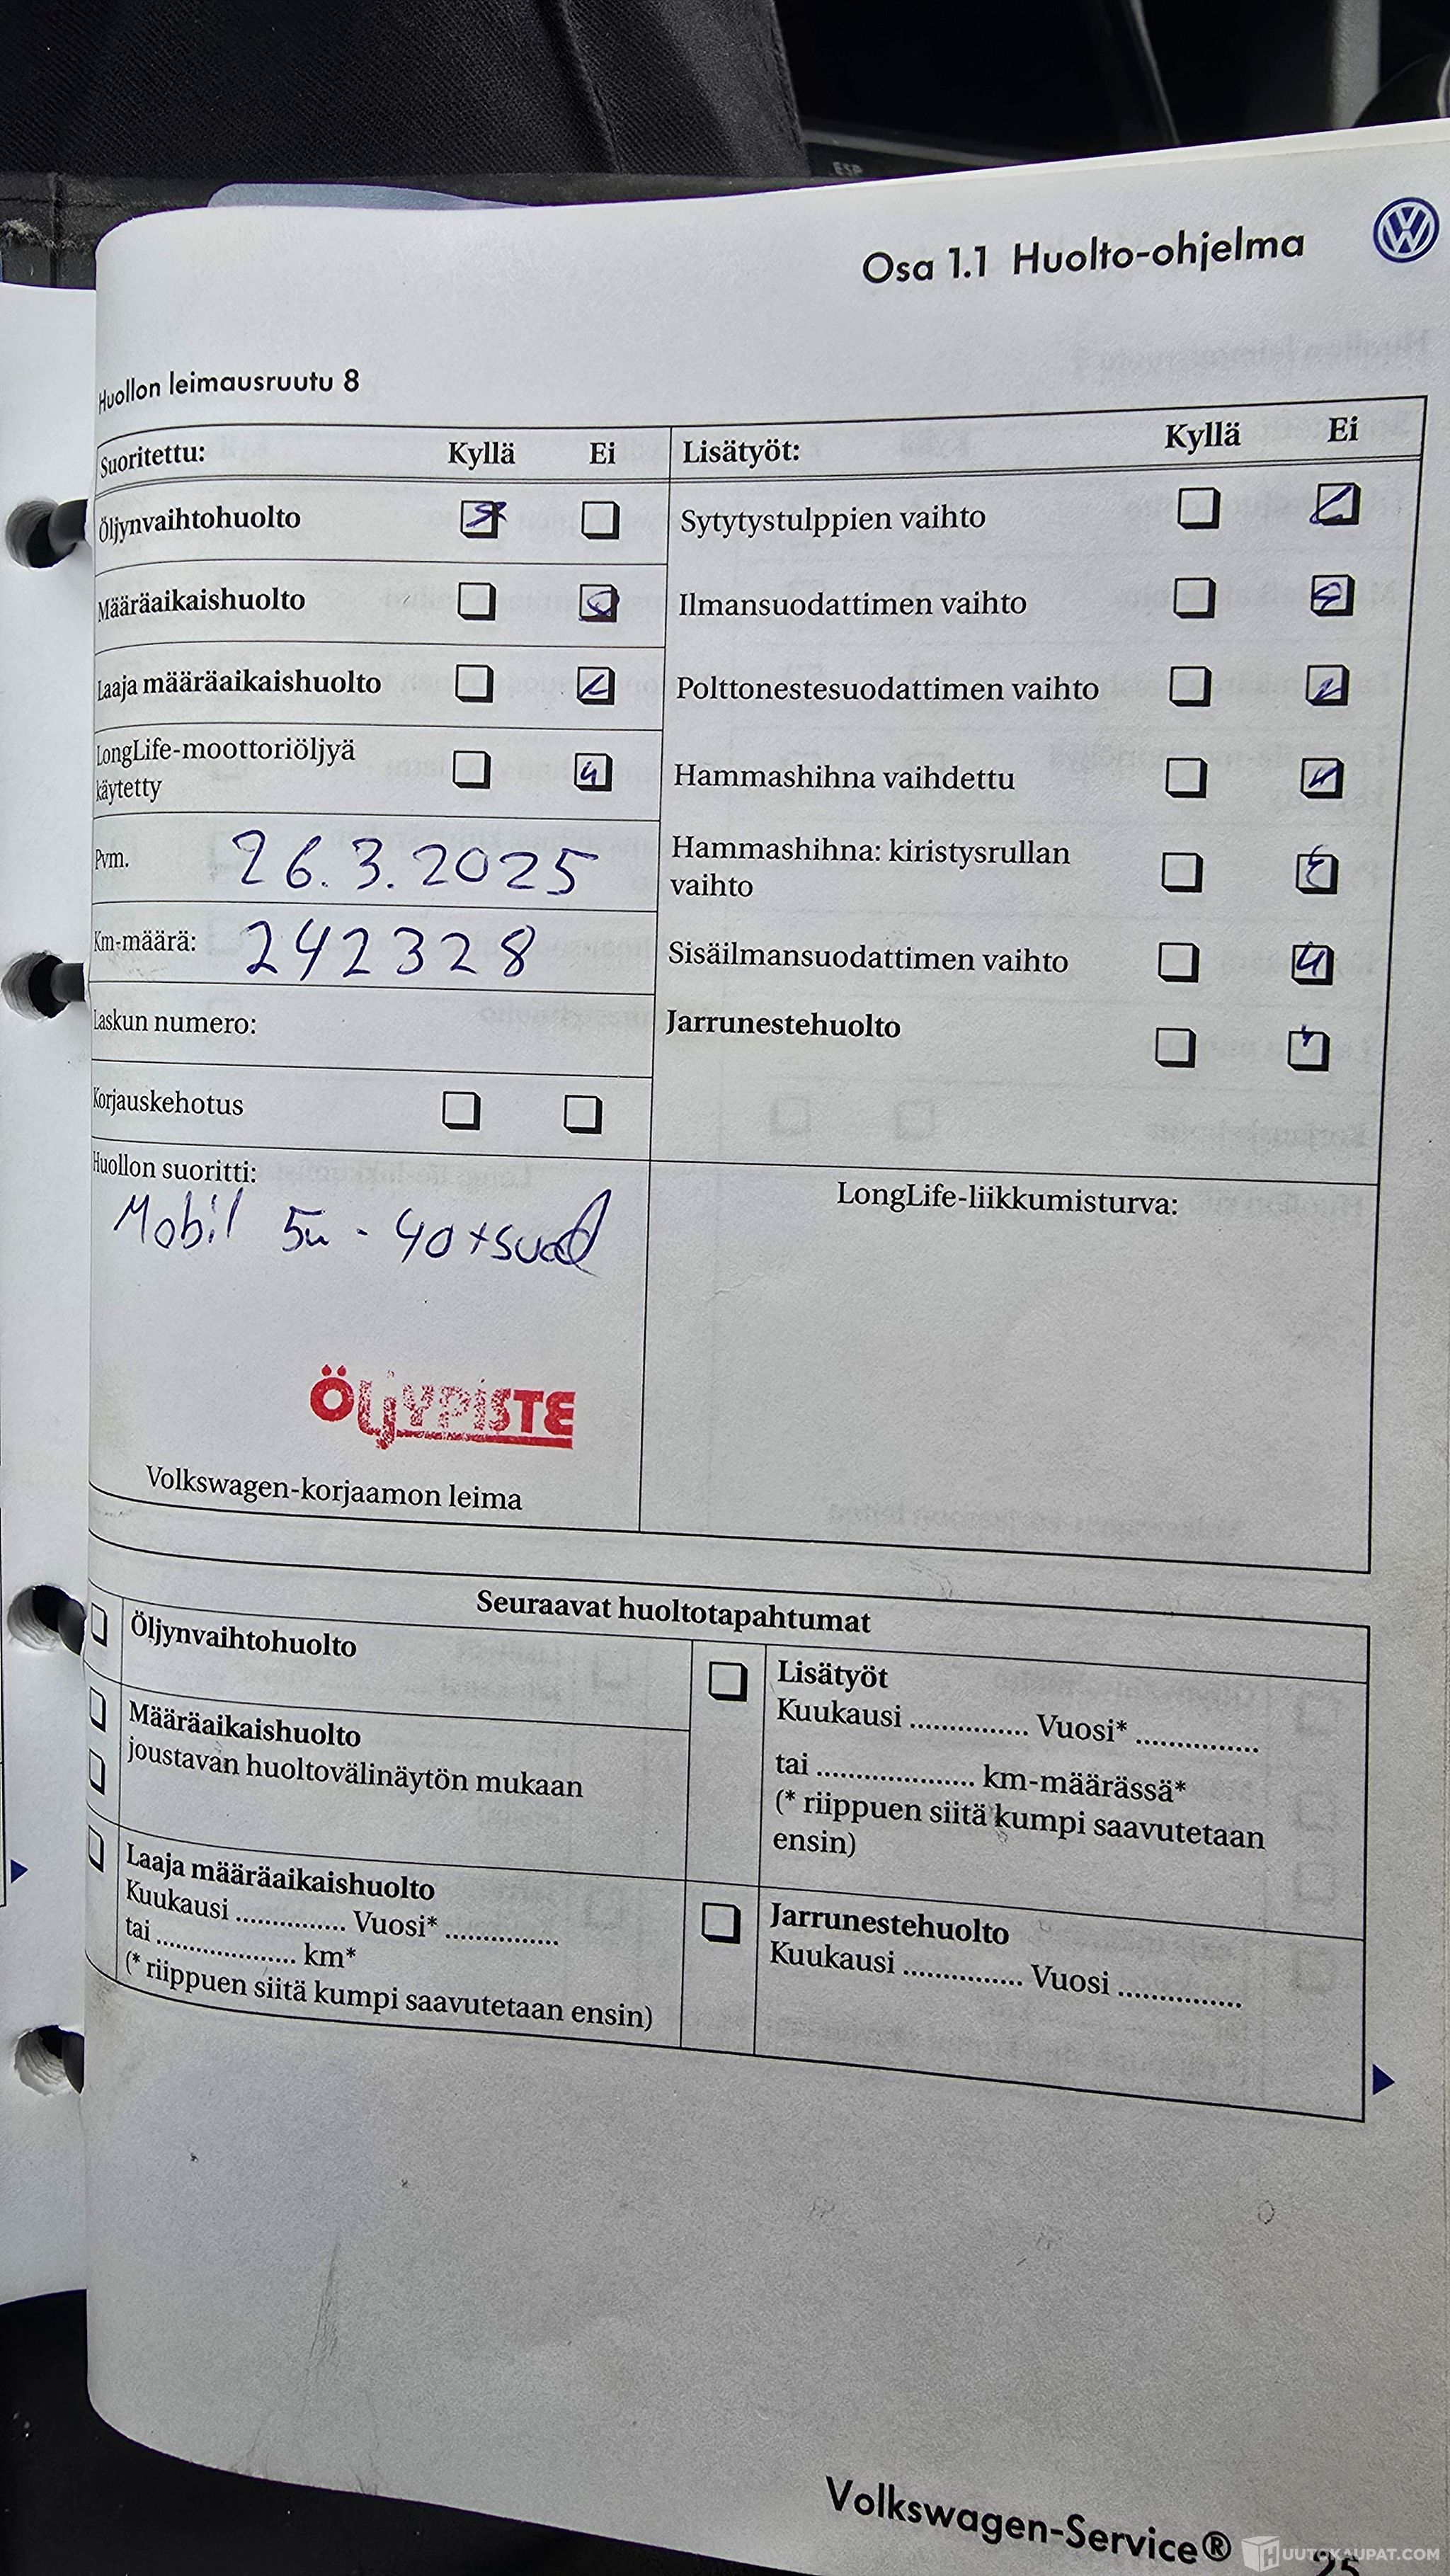 Osa 1.1 Huolto-ohjelma
Huollon leimausruutu 8
Suoritettu: Kyllä Ei
Öljynvaihtohuolto
Määräaikaishuolto
Laaja määräaikaishuolto
LongLife-moottoriöljyä
käytetty
Pvm. 26.3.2025
Km-määrä: 242328
Laskun numero:
Korjauskehotus
Huollon suoritti:
Mobil 5w-40+suod
ÖLJYPISTE
Volkswagen-korjaamon leima
Lisätyöt: Kyllä Ei
Sytytystulppien vaihto
Ilmansuodattimen vaihto
Polttonestesuodattimen vaihto
Hammashihna vaihdettu
Hammashihna: kiristysrullan
vaihto
Sisäilmansuodattimen vaihto
Jarrunestehuolto
LongLife-liikkumisturva:
Seuraavat huoltotapahtumat
Öljynvaihtohuolto
Määräaikaishuolto
joustavan huoltovälinäytön mukaan
Laaja määräaikaishuolto
Kuukausi ............... Vuosi* ...............
tai .................... km*
(* riippuen siitä kumpi saavutetaan ensin)
Lisätyöt
Kuukausi ............... Vuosi* ...............
tai .................... km-määrässä*
(* riippuen siitä kumpi saavutetaan
ensin)
Jarrunestehuolto
Kuukausi ............... Vuosi ...............
Volkswagen-Service®
HUUTOKAUPAT.COM